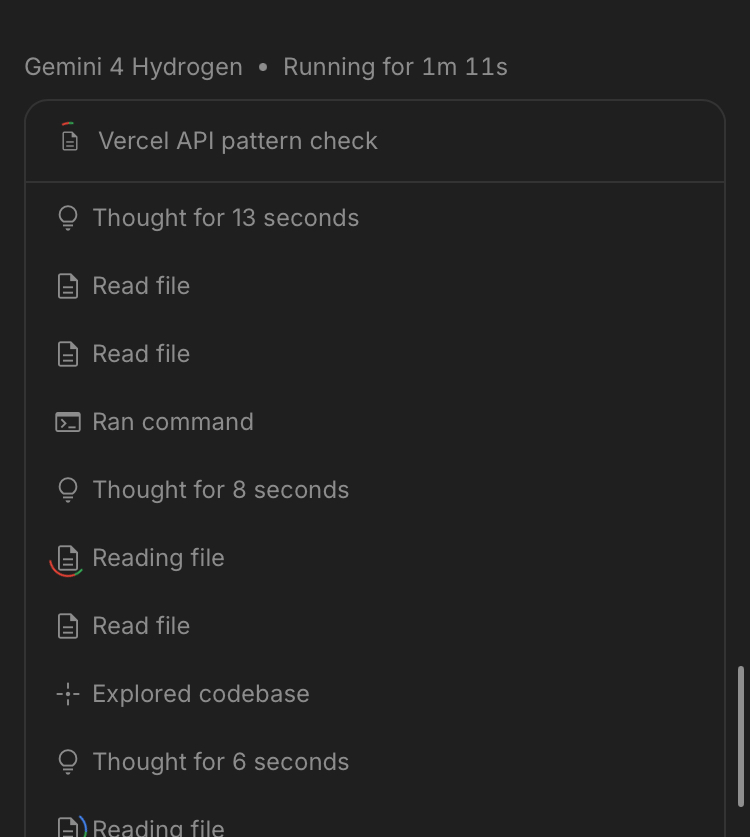 Gemini 4 Hydrogen • Running for 1m 11s
Vercel API pattern check
Thought for 13 seconds
Read file
Read file
Ran command
Thought for 8 seconds
Reading file
Read file
Explored codebase
Thought for 6 seconds
Reading file